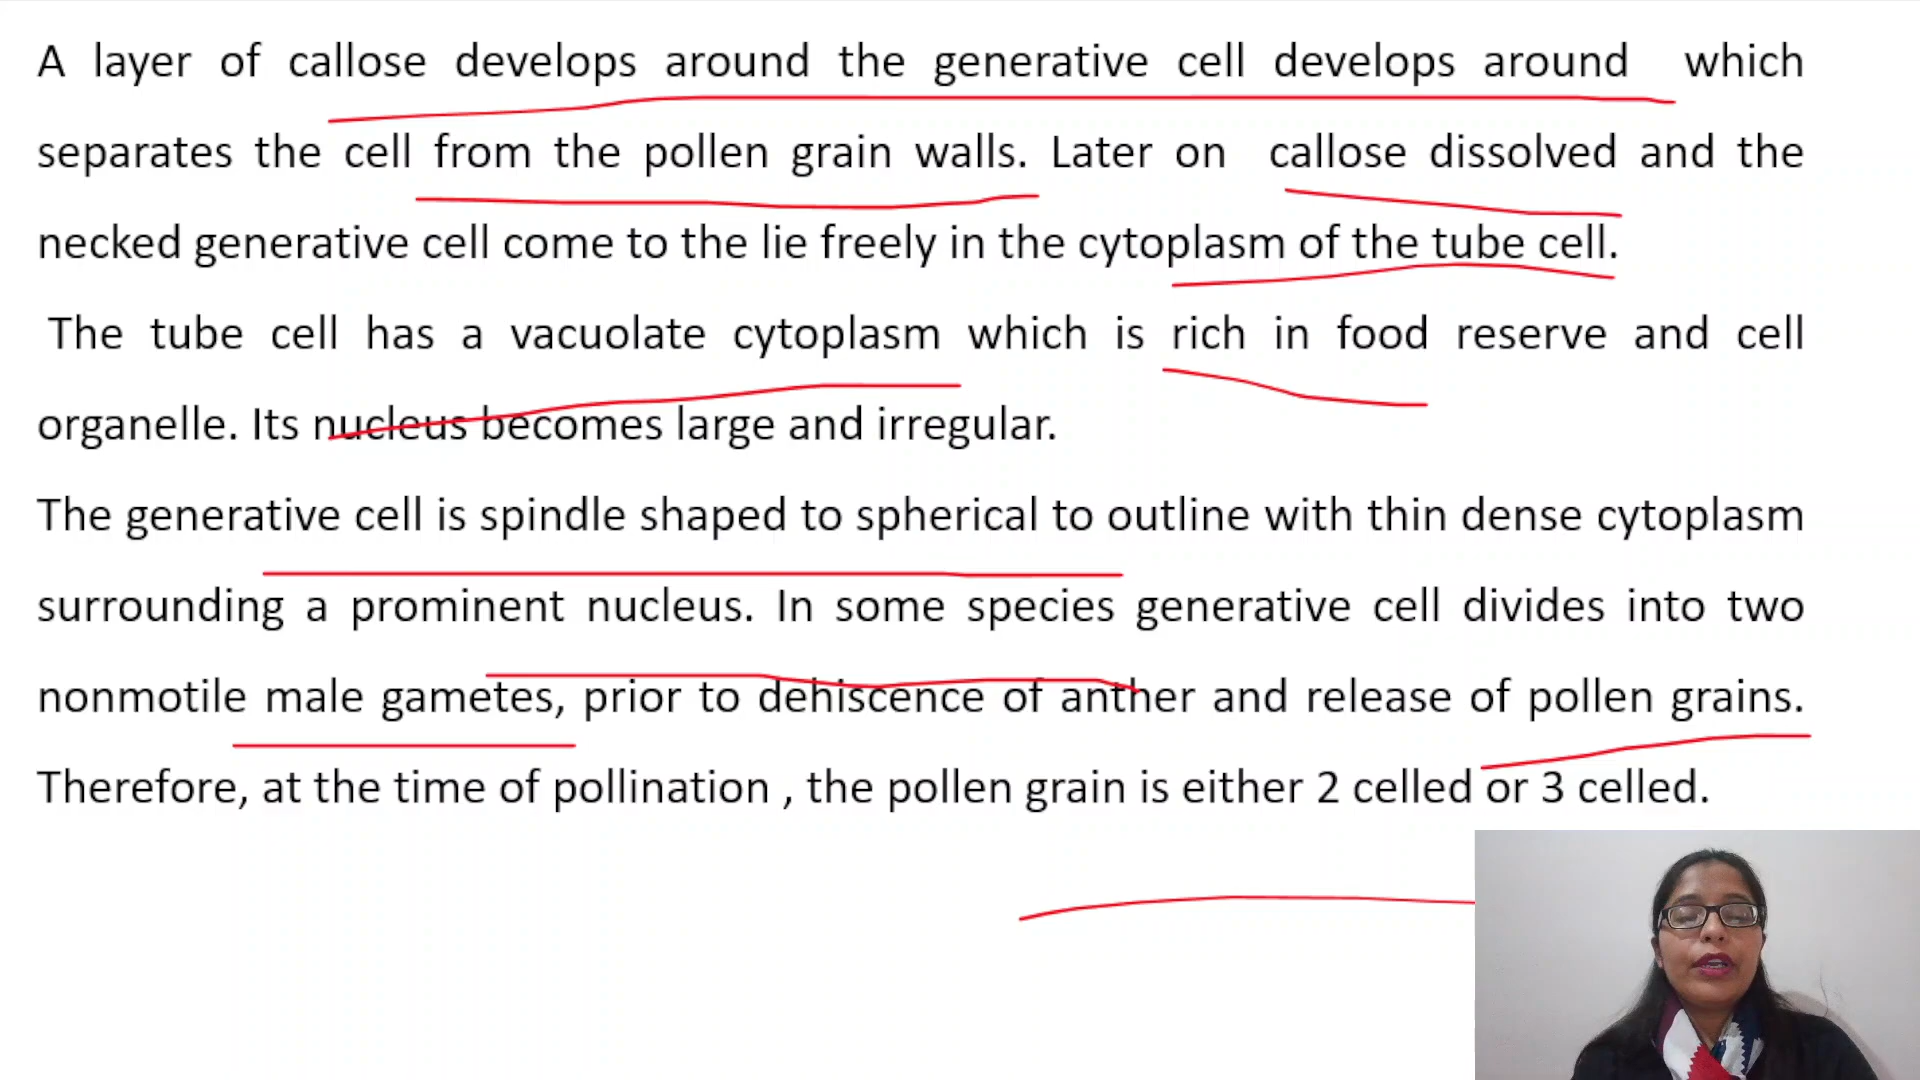 A layer of callose develops around the generative cell develops around which
separates the cell from the pollen grain walls. Later on callose dissolved and the
necked generative cell come to the lie freely in the cytoplasm of the tube cell.
The tube cell has a vacuolate cytoplasm which is rich in food reserve and cell
organelle. Its nucleus becomes large and irregular.
The generative cell is spindle shaped to spherical to outline with thin dense cytoplasm
surrounding a prominent nucleus. In some species generative cell divides into two
nonmotile male gametes, prior to dehiscence of anther and release of pollen grains.
Therefore, at the time of pollination , the pollen grain is either 2 celled or 3 celled.